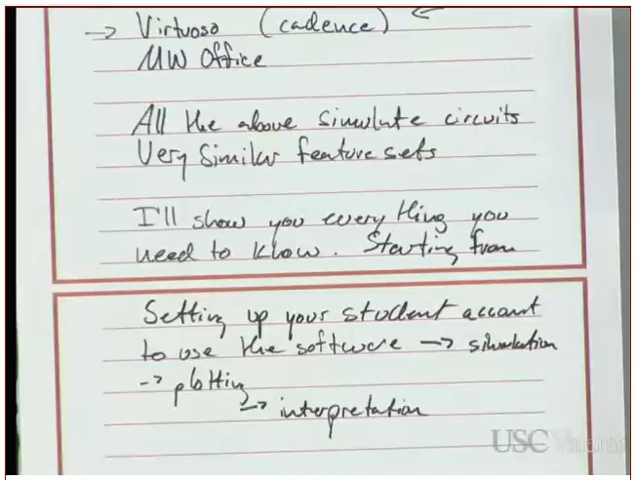 → Virtuoso (cadence) ←
MW Office
All the above simulate circuits
Very similar feature sets
I'll show you everything you
need to know. Starting from
Setting up your student account
to use the software → simulation
→ plotting
→ interpretation
USC